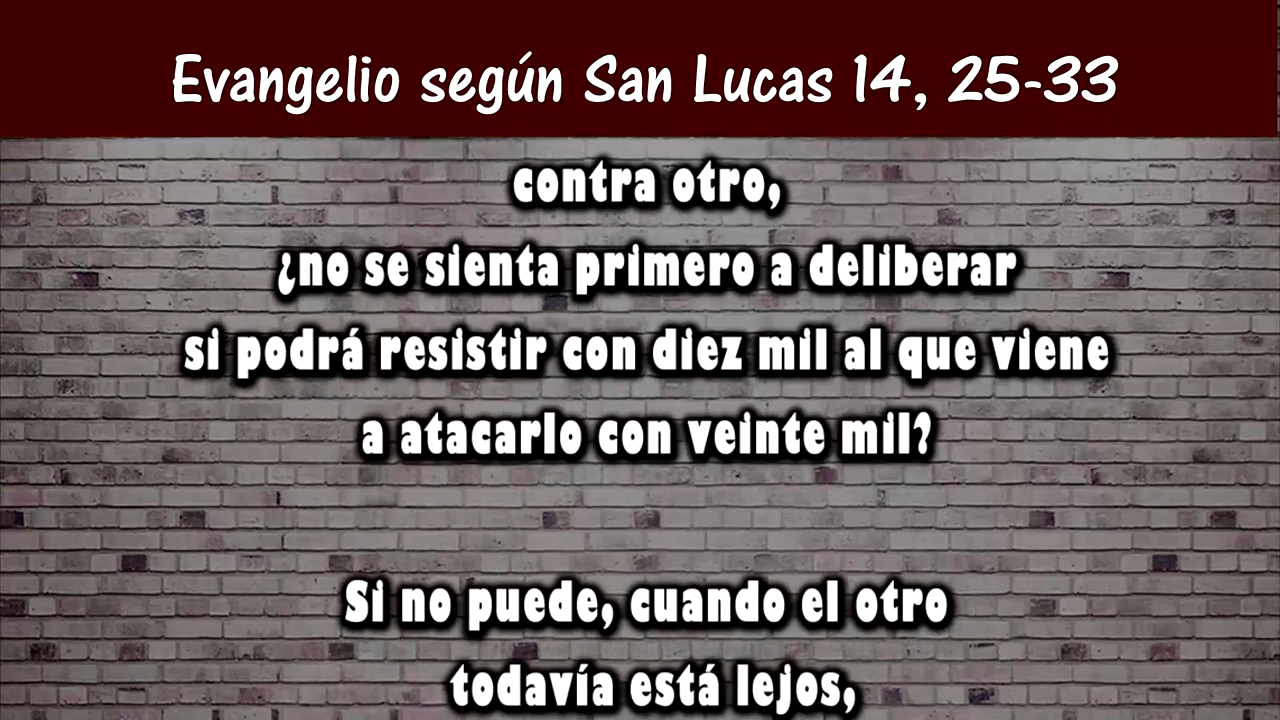 Evangelio según San Lucas 14, 25-33
contra otro,
¿no se sienta primero a deliberar
si podrá resistir con diez mil al que viene
a atacarlo con veinte mil?
Si no puede, cuando el otro
todavía está lejos,